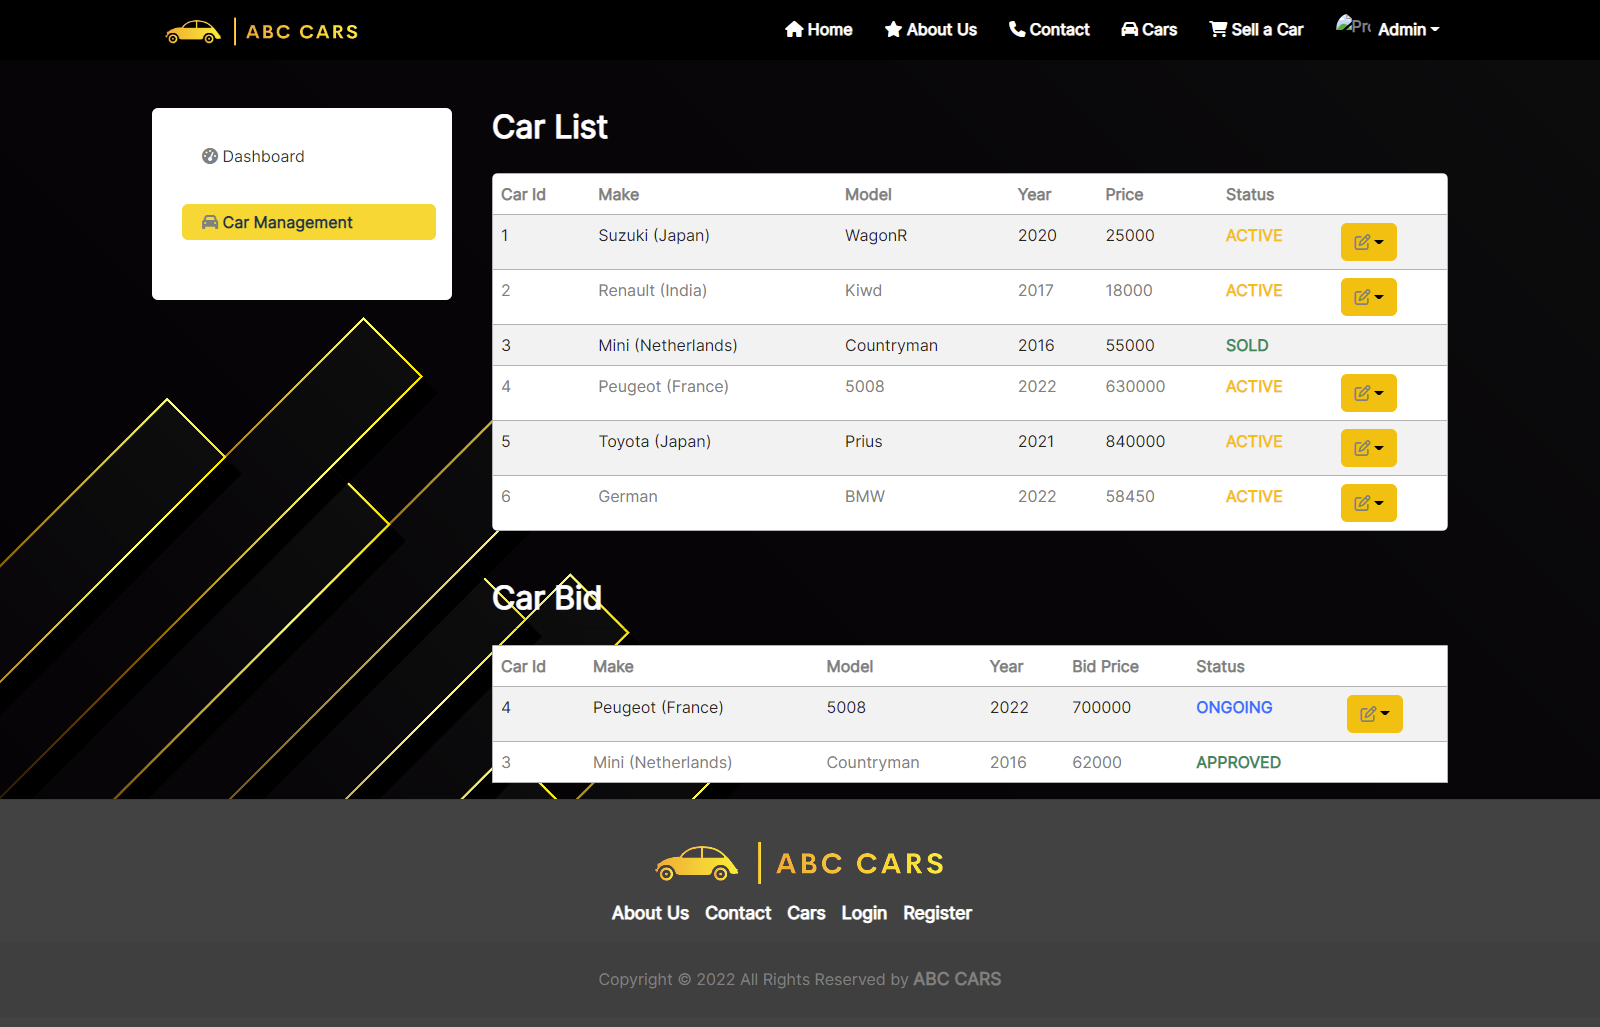 ABC CARS
Home About Us Contact Cars Sell a Car Admin
Dashboard
Car Management
Car List
Car Id Make Model Year Price Status
1 Suzuki (Japan) WagonR 2020 25000 ACTIVE
2 Renault (India) Kiwd 2017 18000 ACTIVE
3 Mini (Netherlands) Countryman 2016 55000 SOLD
4 Peugeot (France) 5008 2022 630000 ACTIVE
5 Toyota (Japan) Prius 2021 840000 ACTIVE
6 German BMW 2022 58450 ACTIVE
Car Bid
Car Id Make Model Year Bid Price Status
4 Peugeot (France) 5008 2022 700000 ONGOING
3 Mini (Netherlands) Countryman 2016 62000 APPROVED
ABC CARS
About Us Contact Cars Login Register
Copyright © 2022 All Rights Reserved by ABC CARS